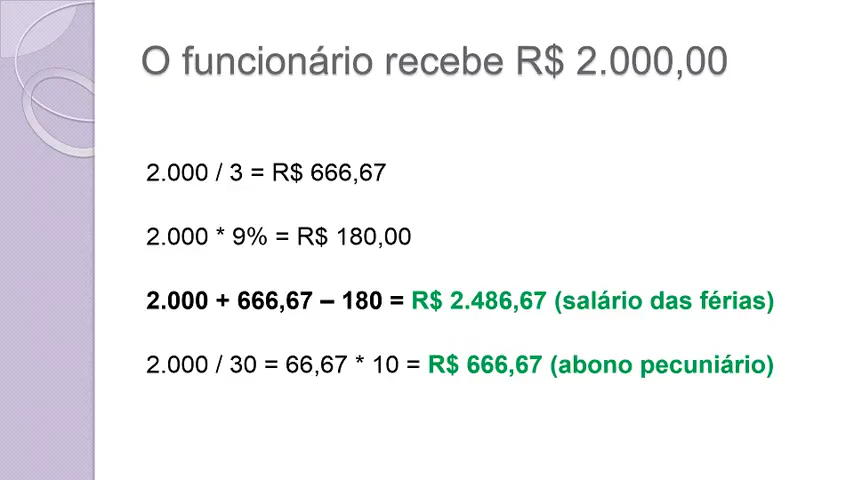 O funcionário recebe R$ 2.000,00
2.000 / 3 = R$ 666,67
2.000 * 9% = R$ 180,00
2.000 + 666,67 – 180 = R$ 2.486,67 (salário das férias)
2.000 / 30 = 66,67 * 10 = R$ 666,67 (abono pecuniário)